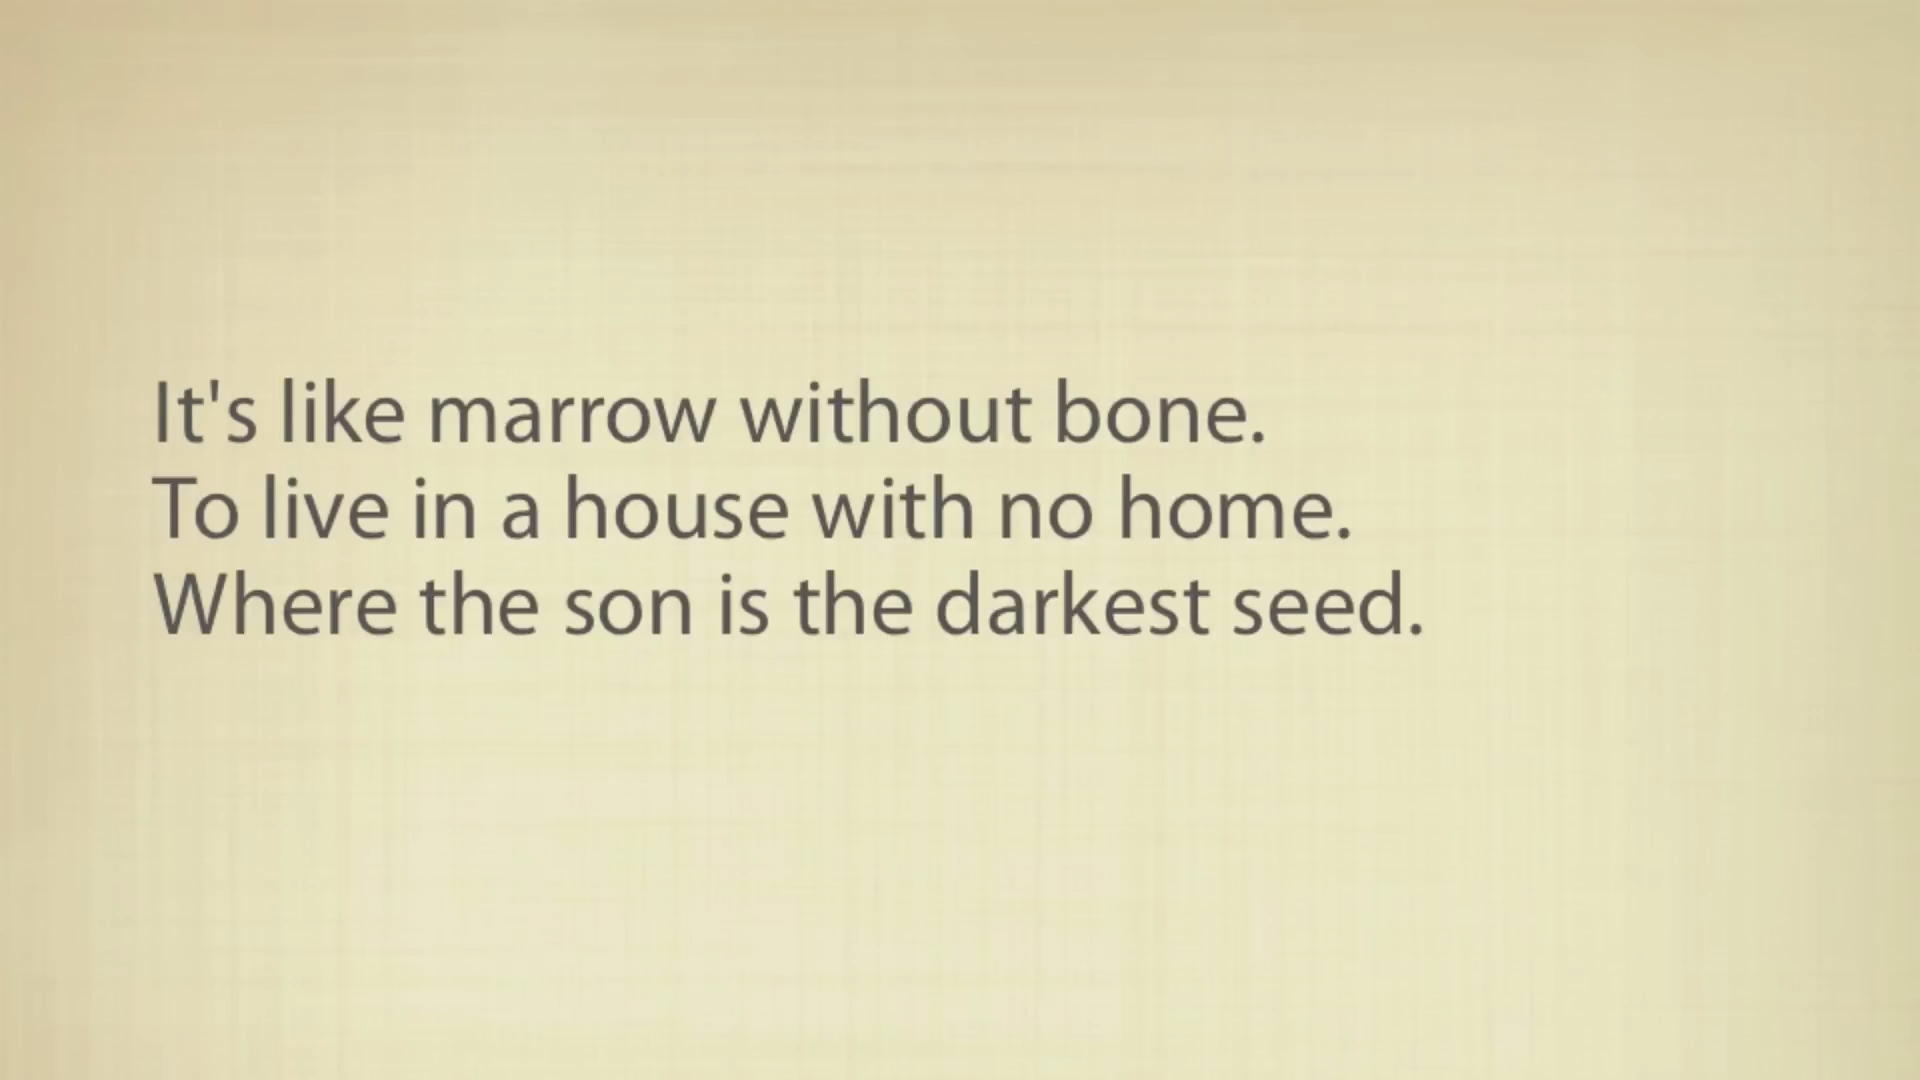 It's like marrow without bone.
To live in a house with no home.
Where the son is the darkest seed.